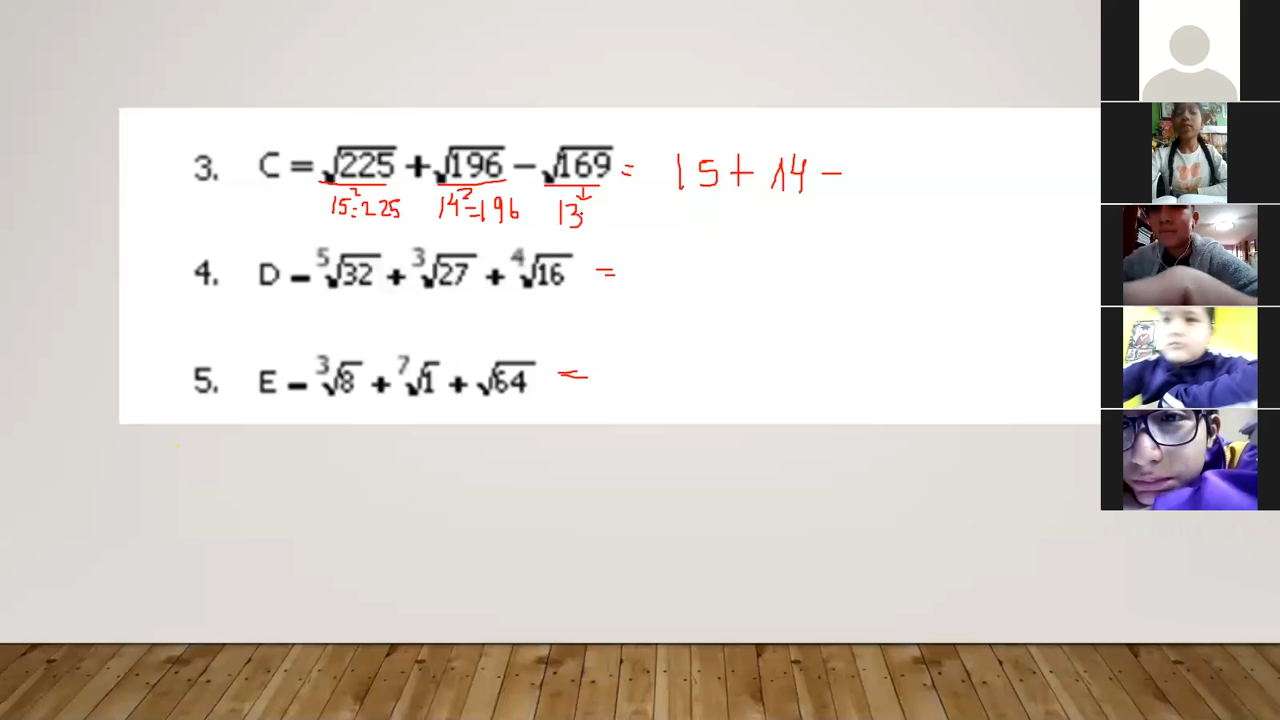 3. C = √225 + √196 − √169 = 15 + 14 −
15² = 225 14² = 196 13²
4. D = ⁵√32 + ³√27 + ⁴√16 =
5. E = ³√8 + ⁷√1 + √64 =